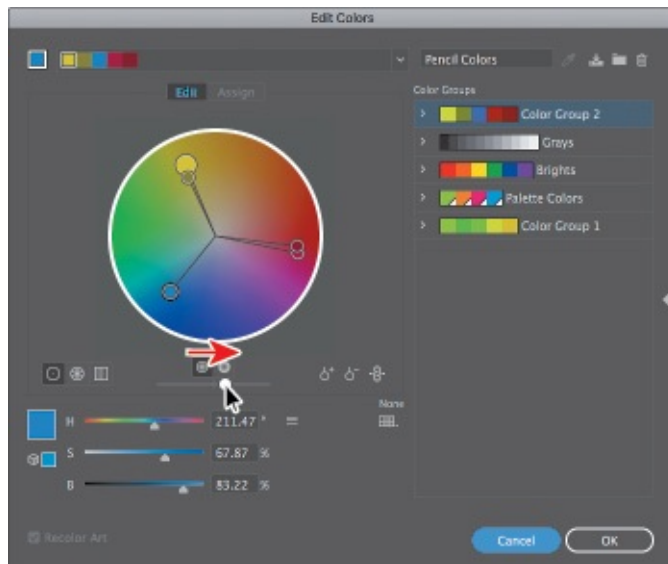 Edit Colors
Pencil Colors
Edit Assign
Color Groups
Color Group 2
Grays
Brights
Palette Colors
Color Group 1
None
H 211.47 °
S 67.87 %
B 83.22 %
Recolor Art
Cancel OK